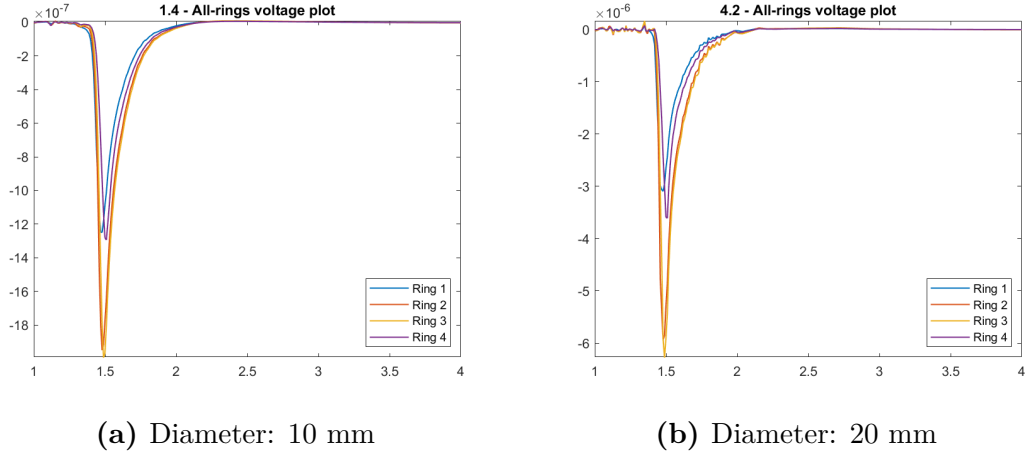 ×10⁻⁷ 1.4 - All-rings voltage plot
0
-2
-4
-6
-8
-10
-12
-14
-16
-18
1 1.5 2 2.5 3 3.5 4
Ring 1
Ring 2
Ring 3
Ring 4
(a) Diameter: 10 mm
×10⁻⁶ 4.2 - All-rings voltage plot
0
-1
-2
-3
-4
-5
-6
1 1.5 2 2.5 3 3.5 4
Ring 1
Ring 2
Ring 3
Ring 4
(b) Diameter: 20 mm